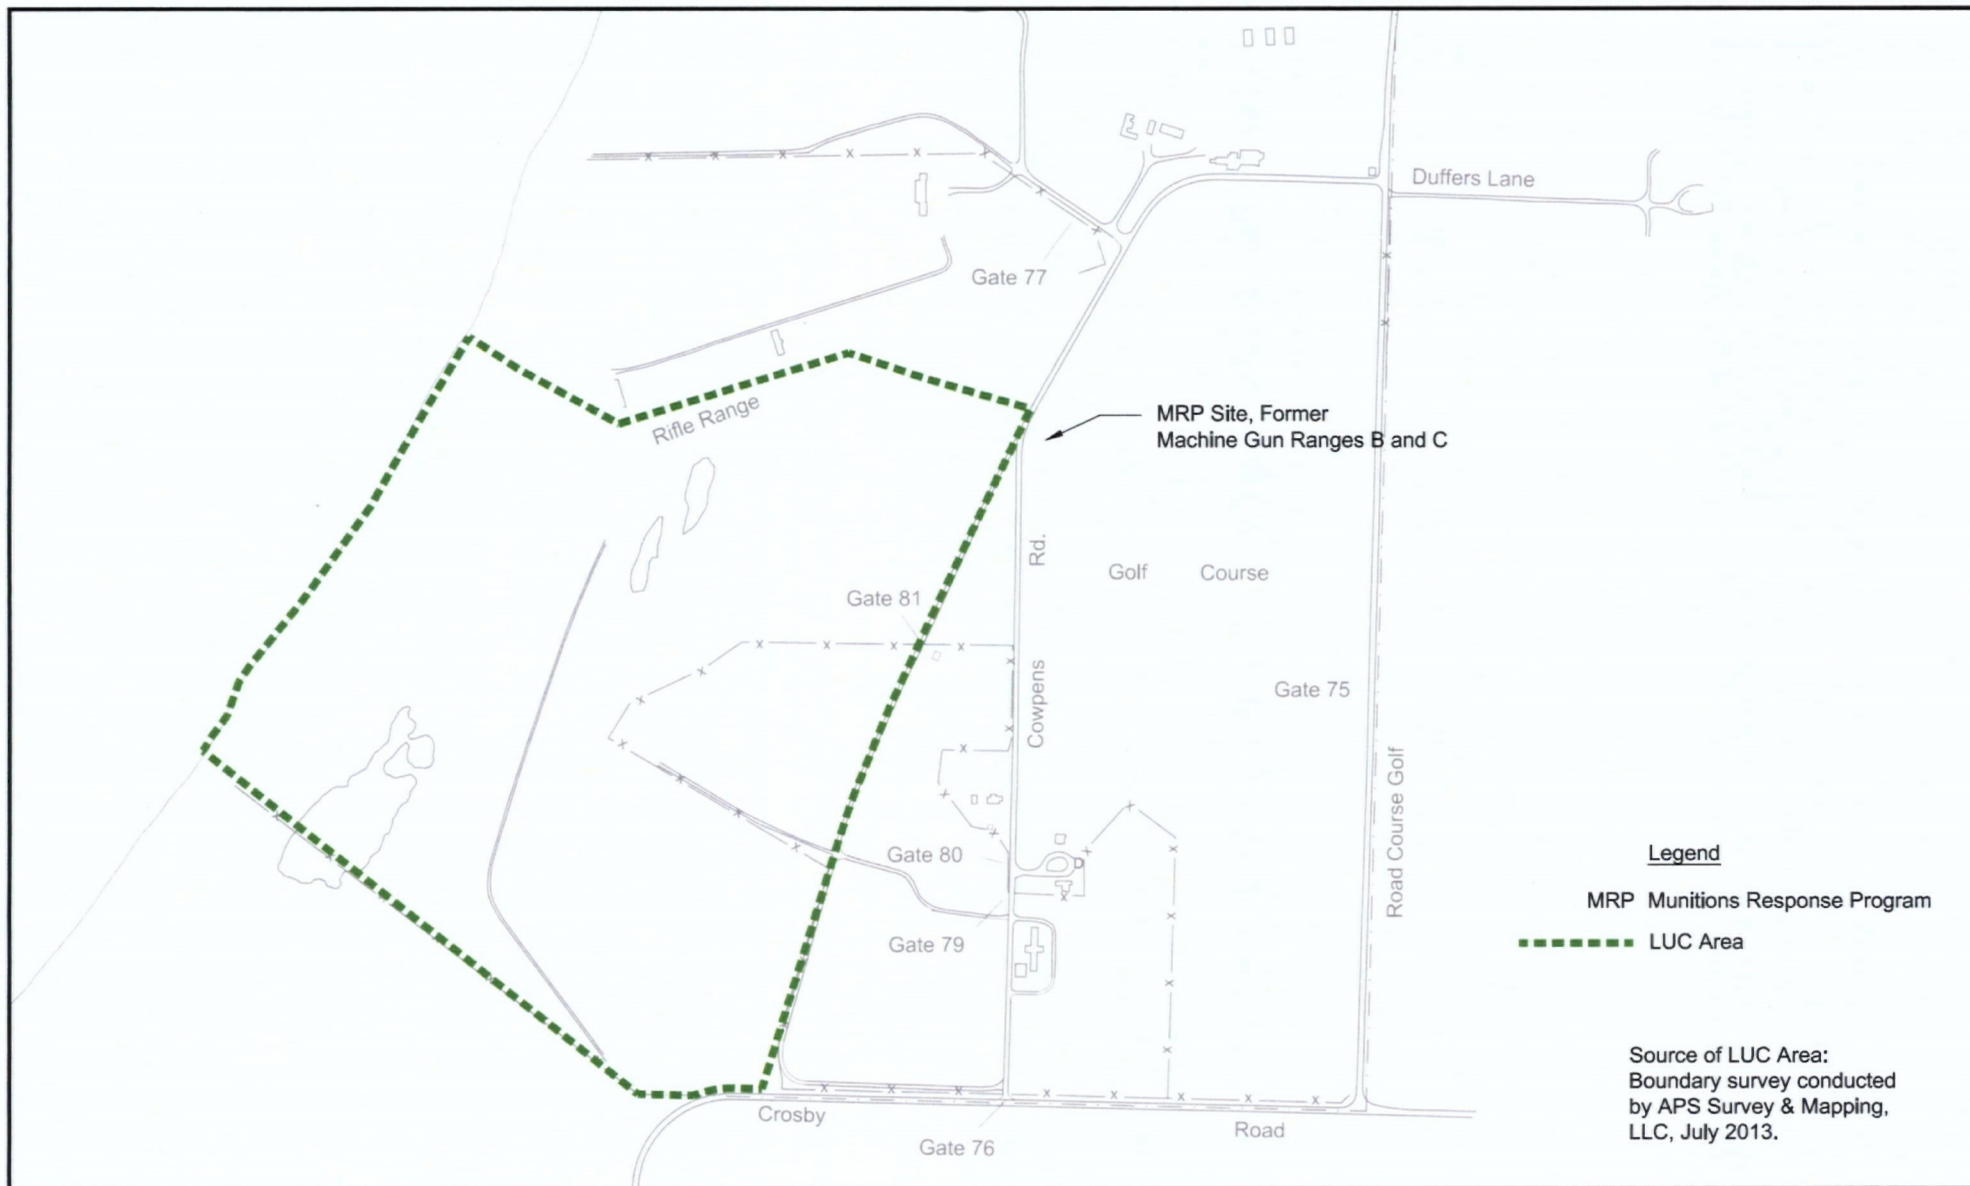 Duffers Lane
Gate 77
Rifle Range
MRP Site, Former
Machine Gun Ranges B and C
Rd.
Golf Course
Gate 81
Cowpens
Gate 75
Road Course Golf
Gate 80
D
Gate 79
Legend
MRP Munitions Response Program
LUC Area
Source of LUC Area:
Boundary survey conducted
by APS Survey & Mapping,
LLC, July 2013.
Crosby
Road
Gate 76